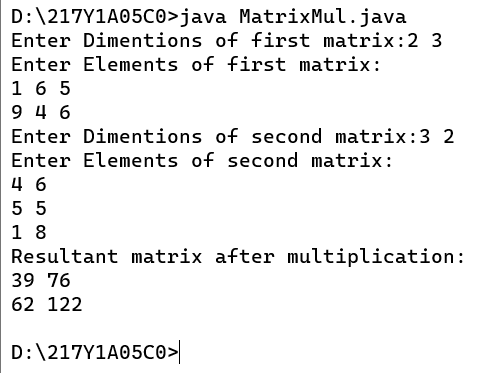 D:\217Y1A05C0>java MatrixMul.java
Enter Dimentions of first matrix:2 3
Enter Elements of first matrix:
1 6 5
9 4 6
Enter Dimentions of second matrix:3 2
Enter Elements of second matrix:
4 6
5 5
1 8
Resultant matrix after multiplication:
39 76
62 122
D:\217Y1A05C0>